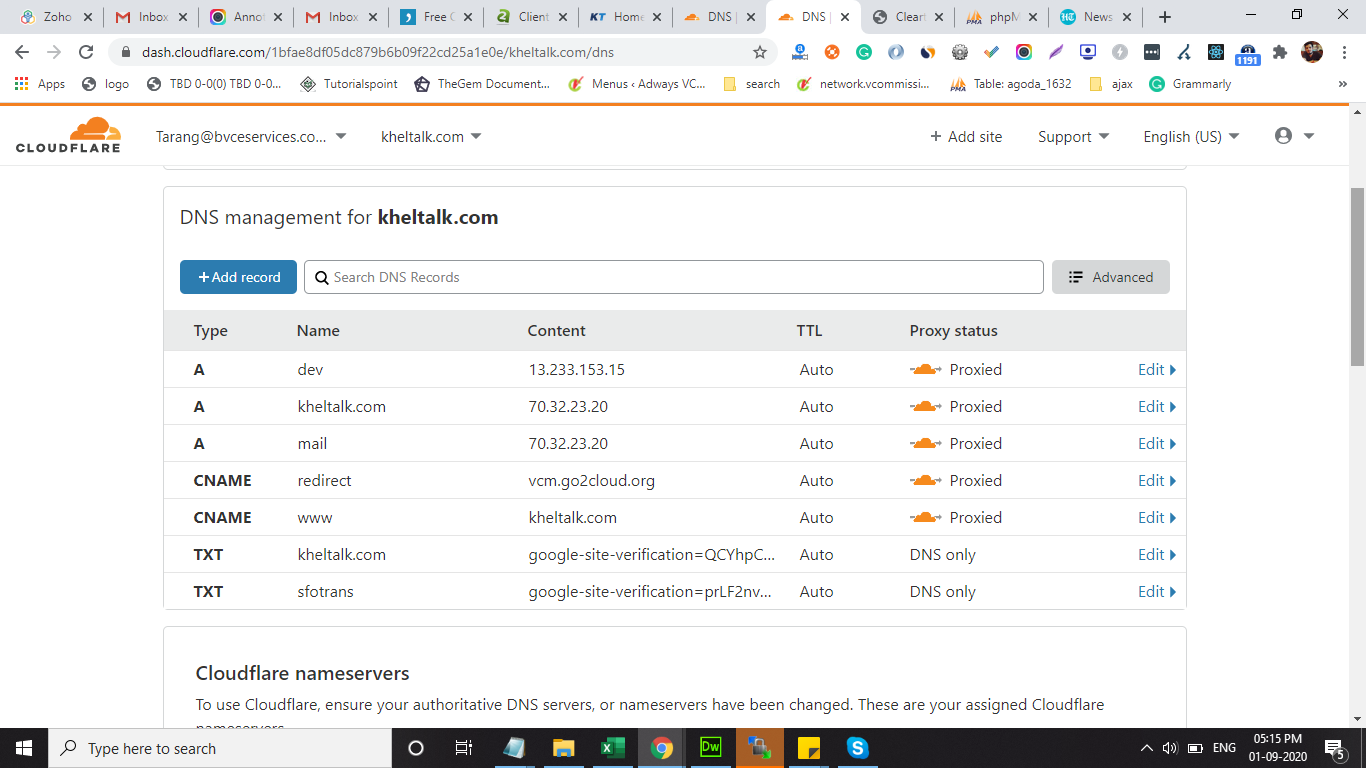 Zoho
Inbox
Annot
Inbox
Free C
Client
KT Home
DNS |
DNS |
Clear
phpM
HT News
dash.cloudflare.com/1bfae8df05dc879b6b09f22cd25a1e0e/kheltalk.com/dns
1191
Apps logo TBD 0-0(0) TBD 0-0... Tutorialspoint TheGem Document... Menus ‹ Adways VC... search network.vcommissi... PMA Table: agoda_1632 ajax Grammarly »
CLOUDFLARE Tarang@bvceservices.co... kheltalk.com + Add site Support English (US)
DNS management for kheltalk.com
+ Add record Search DNS Records Advanced
Type Name Content TTL Proxy status
A dev 13.233.153.15 Auto Proxied Edit
A kheltalk.com 70.32.23.20 Auto Proxied Edit
A mail 70.32.23.20 Auto Proxied Edit
CNAME redirect vcm.go2cloud.org Auto Proxied Edit
CNAME www kheltalk.com Auto Proxied Edit
TXT kheltalk.com google-site-verification=QCYhpC... Auto DNS only Edit
TXT sfotrans google-site-verification=prLF2nv... Auto DNS only Edit
Cloudflare nameservers
To use Cloudflare, ensure your authoritative DNS servers, or nameservers have been changed. These are your assigned Cloudflare
nameservers.
Type here to search
Dw
ENG
05:15 PM
01-09-2020
5